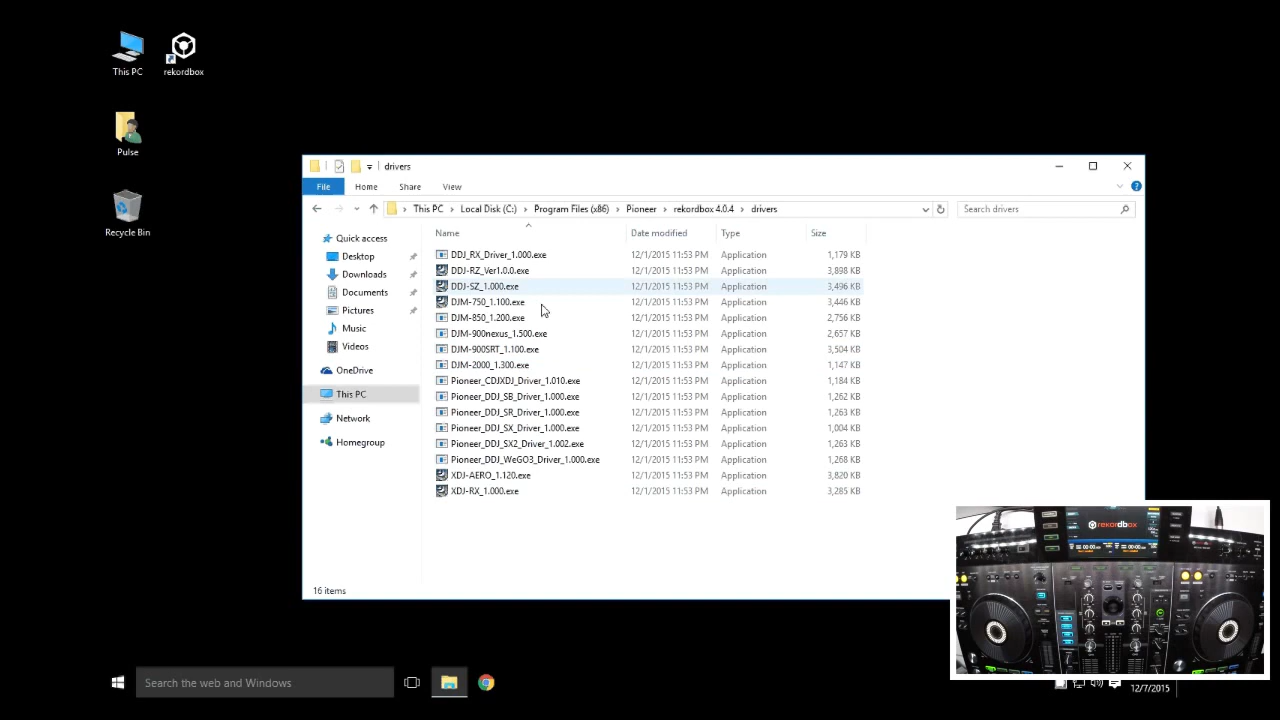 This PC
rekordbox
Pulse
Recycle Bin
drivers
File Home Share View
This PC Local Disk (C:) Program Files (x86) Pioneer rekordbox 4.0.4 drivers
Search drivers
Name Date modified Type Size
Quick access
Desktop
Downloads
Documents
Pictures
Music
Videos
OneDrive
This PC
Network
Homegroup
DDJ_RX_Driver_1.000.exe 12/1/2015 11:53 PM Application 1,179 KB
DDJ-RZ_Ver1.0.0.exe 12/1/2015 11:53 PM Application 3,898 KB
DDJ-SZ_1.000.exe 12/1/2015 11:53 PM Application 3,496 KB
DJM-750_1.100.exe 12/1/2015 11:53 PM Application 3,446 KB
DJM-850_1.200.exe 12/1/2015 11:53 PM Application 2,756 KB
DJM-900nexus_1.500.exe 12/1/2015 11:53 PM Application 2,657 KB
DJM-900SRT_1.100.exe 12/1/2015 11:53 PM Application 3,504 KB
DJM-2000_1.300.exe 12/1/2015 11:53 PM Application 1,147 KB
Pioneer_CDJXDJ_Driver_1.010.exe 12/1/2015 11:53 PM Application 1,184 KB
Pioneer_DDJ_SB_Driver_1.000.exe 12/1/2015 11:53 PM Application 1,262 KB
Pioneer_DDJ_SR_Driver_1.000.exe 12/1/2015 11:53 PM Application 1,263 KB
Pioneer_DDJ_SX_Driver_1.000.exe 12/1/2015 11:53 PM Application 1,004 KB
Pioneer_DDJ_SX2_Driver_1.002.exe 12/1/2015 11:53 PM Application 1,263 KB
Pioneer_DDJ_WeGO3_Driver_1.000.exe 12/1/2015 11:53 PM Application 1,268 KB
XDJ-AERO_1.120.exe 12/1/2015 11:53 PM Application 3,820 KB
XDJ-RX_1.000.exe 12/1/2015 11:53 PM Application 3,285 KB
16 items
rekordbox
Search the web and Windows
12/7/2015